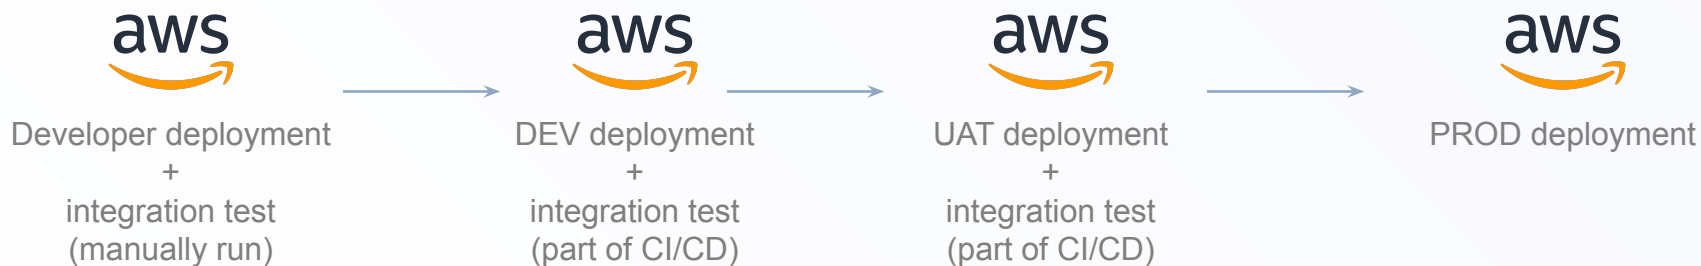 aws
Developer deployment
+
integration test
(manually run)
aws
DEV deployment
+
integration test
(part of CI/CD)
aws
UAT deployment
+
integration test
(part of CI/CD)
aws
PROD deployment